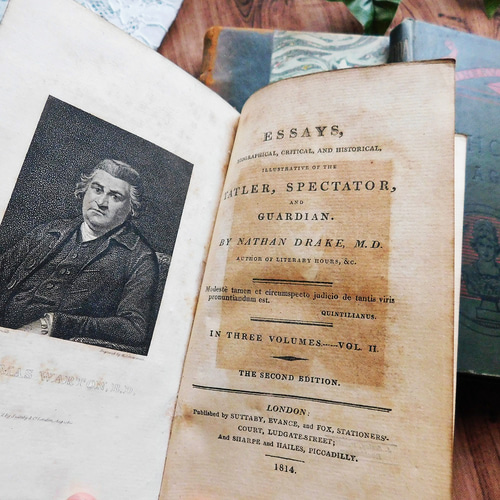 ESSAYS,
BIOGRAPHICAL, CRITICAL, AND HISTORICAL,
ILLUSTRATIVE OF THE
TATLER, SPECTATOR,
AND
GUARDIAN.
BY NATHAN DRAKE, M.D.
AUTHOR OF LITERARY HOURS, &c.
Modestè tamen et circumspecto judicio de tantis viris
pronuntiandum est.
QUINTILIANUS.
IN THREE VOLUMES.—VOL. II.
THE SECOND EDITION.
LONDON:
Published by SUTTABY, EVANCE, and FOX, STATIONERS'-
COURT, LUDGATE-STREET;
And SHARPE and HAILES, PICCADILLY.
1814.
WARTON, D.D.